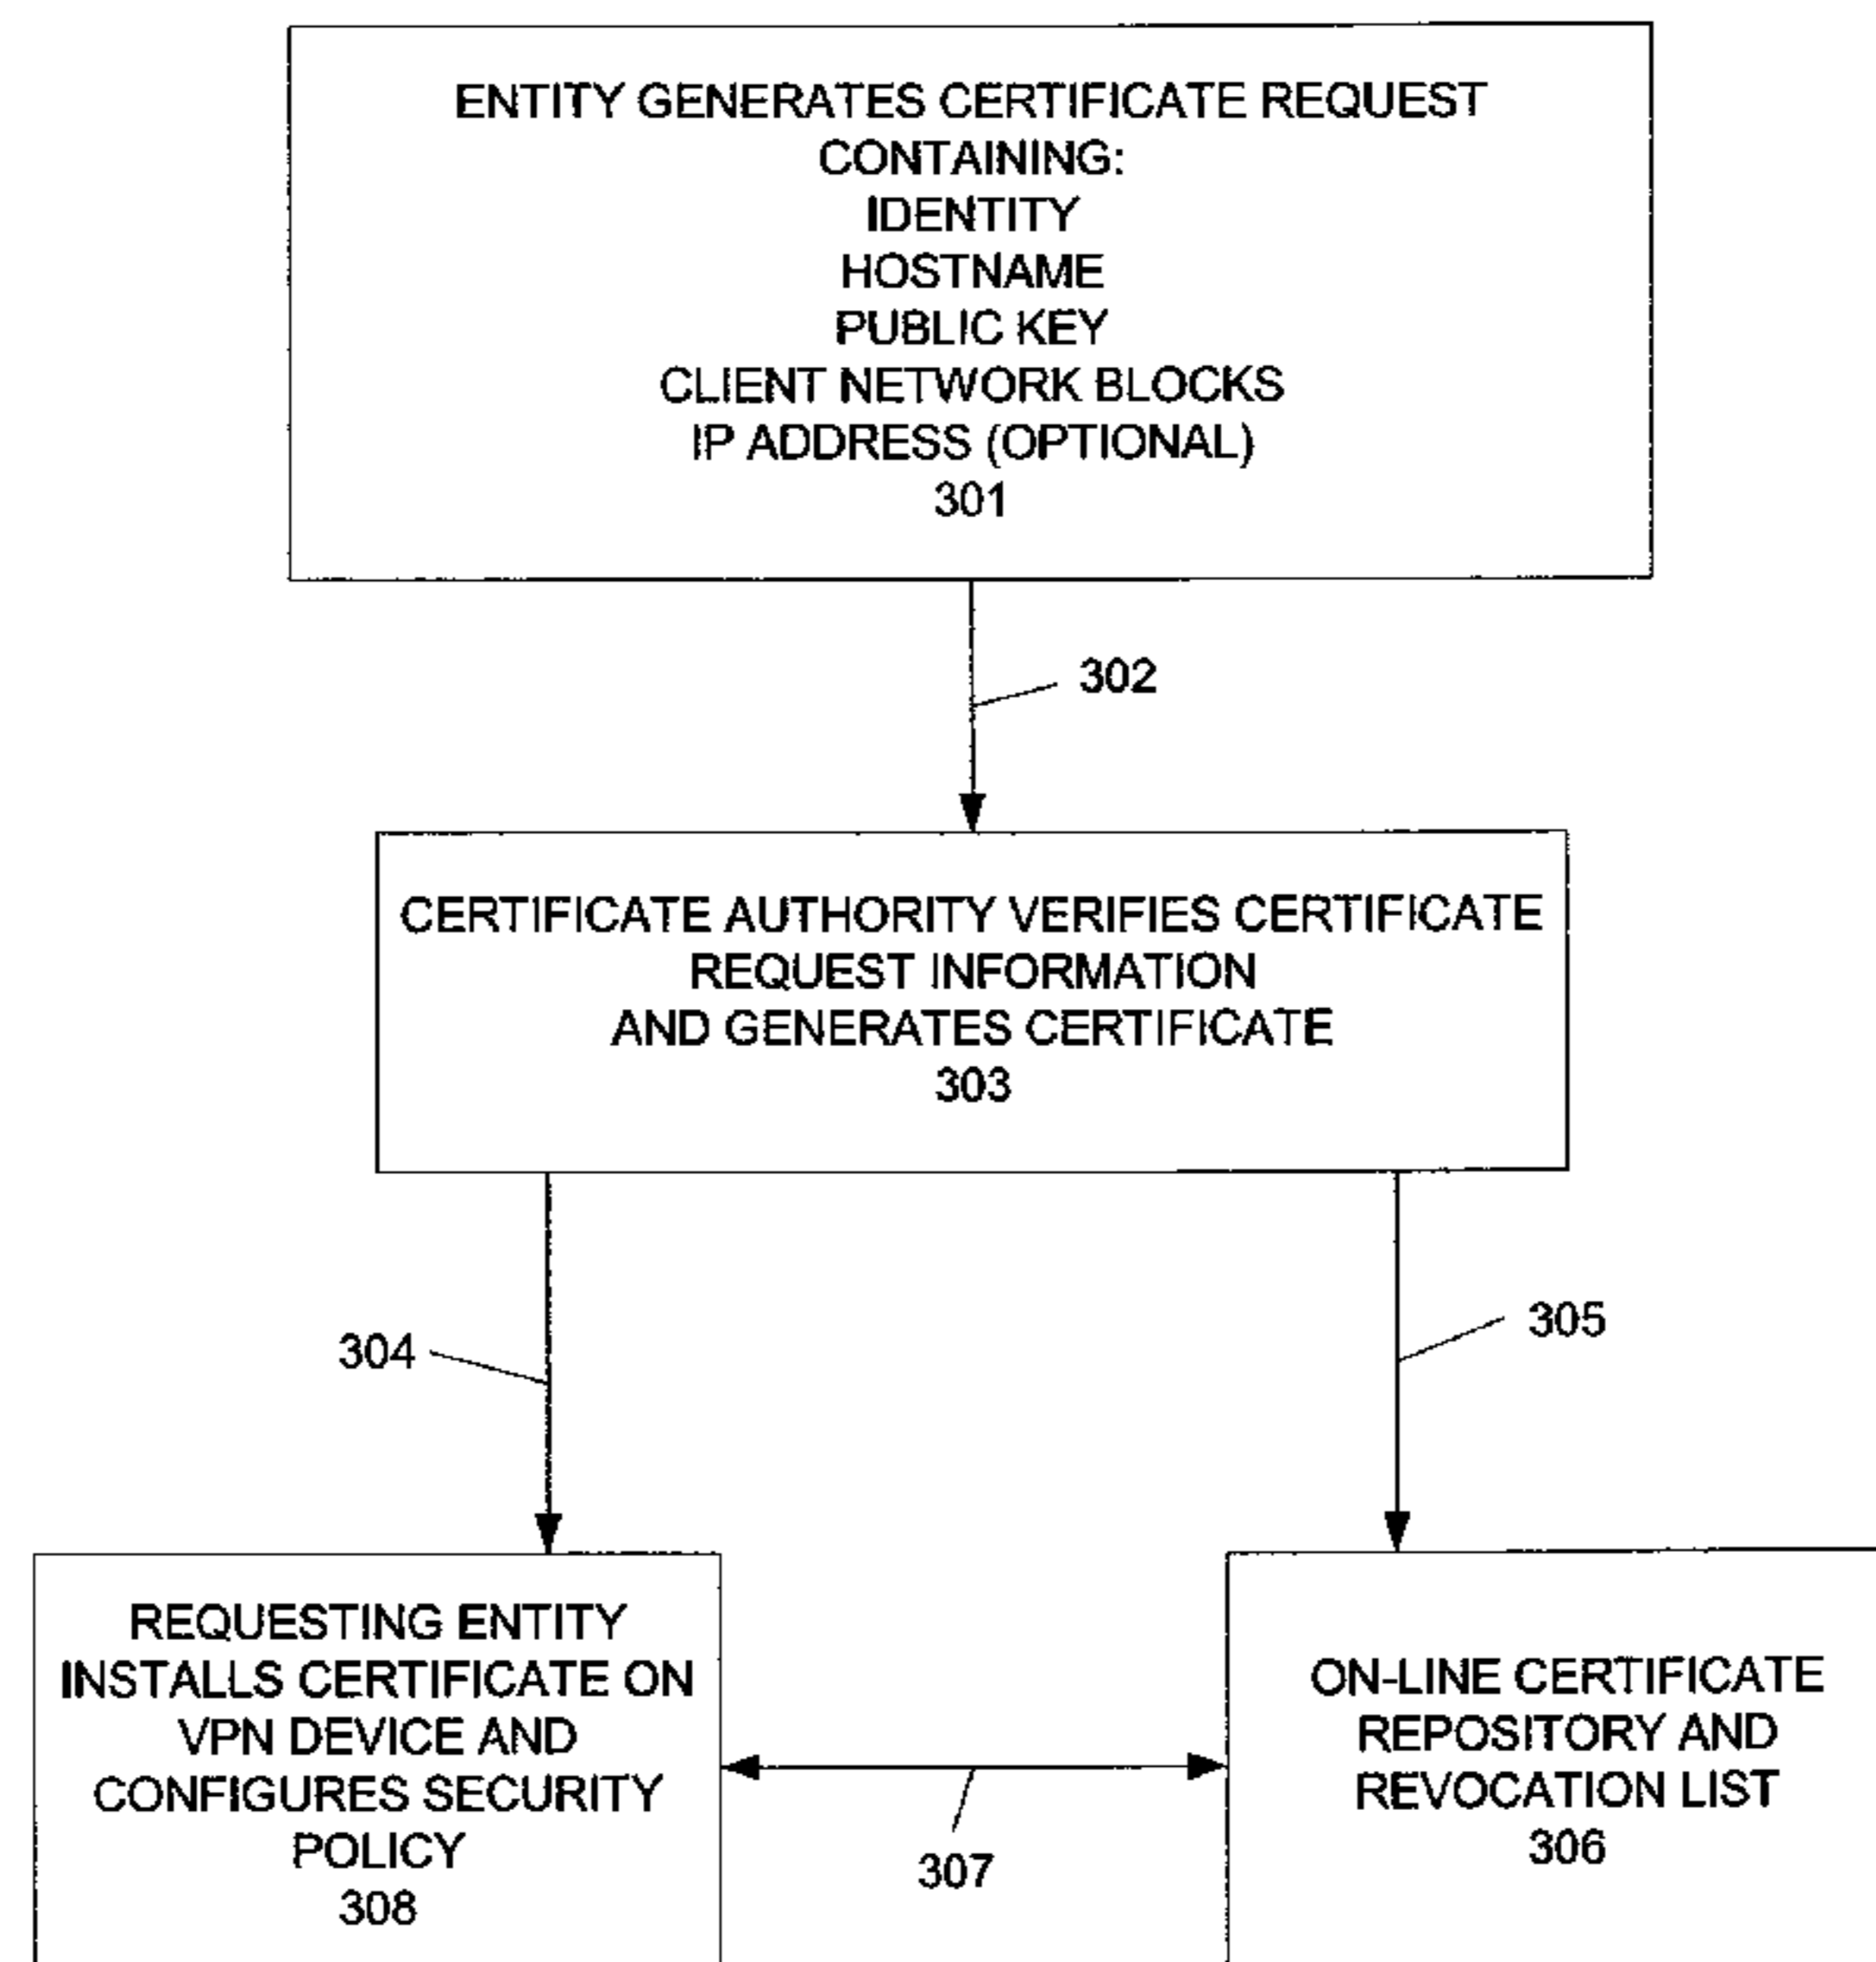 ENTITY GENERATES CERTIFICATE REQUEST
CONTAINING:
IDENTITY
HOSTNAME
PUBLIC KEY
CLIENT NETWORK BLOCKS
IP ADDRESS (OPTIONAL)
301
302
CERTIFICATE AUTHORITY VERIFIES CERTIFICATE
REQUEST INFORMATION
AND GENERATES CERTIFICATE
303
304
305
REQUESTING ENTITY
INSTALLS CERTIFICATE ON
VPN DEVICE AND
CONFIGURES SECURITY
POLICY
308
307
ON-LINE CERTIFICATE
REPOSITORY AND
REVOCATION LIST
306